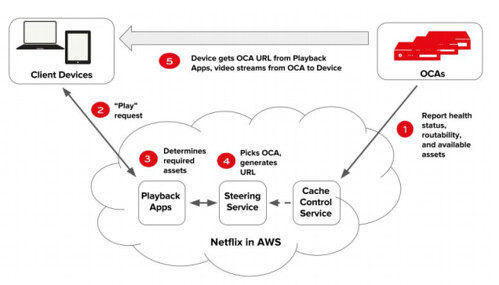 5
Device gets OCA URL from Playback
Apps, video streams from OCA to Device
Client Devices
OCAs
2
“Play”
request
1
Report health
status,
routability,
and available
assets
3
Determines
required
assets
4
Picks OCA,
generates
URL
Playback
Apps
Steering
Service
Cache
Control
Service
Netflix in AWS